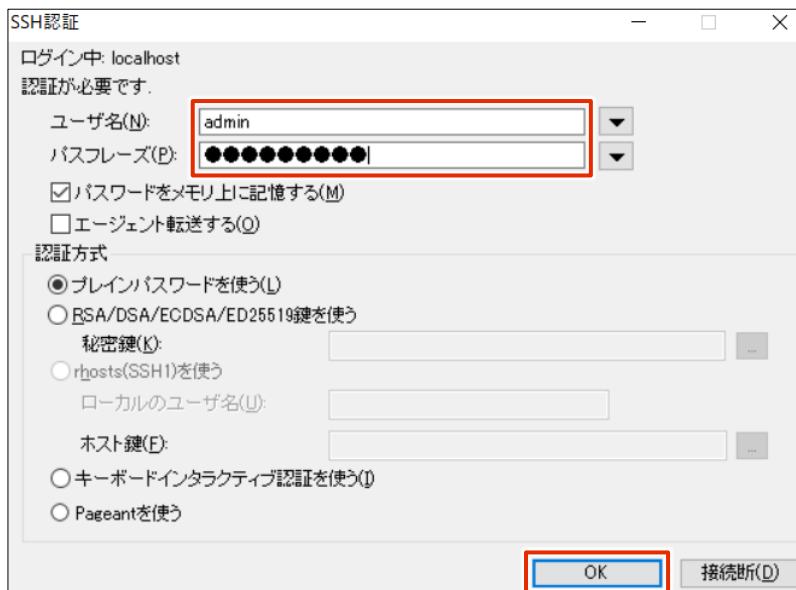 SSH認証
ログイン中: localhost
認証が必要です.
ユーザ名(N): admin
パスフレーズ(P): ●●●●●●●●●
パスワードをメモリ上に記憶する(M)
エージェント転送する(O)
認証方式
プレインパスワードを使う(L)
RSA/DSA/ECDSA/ED25519鍵を使う
秘密鍵(K):
...
rhosts(SSH1)を使う
ローカルのユーザ名(U):
ホスト鍵(F):
...
キーボードインタラクティブ認証を使う(I)
Pageantを使う
OK
接続断(D)